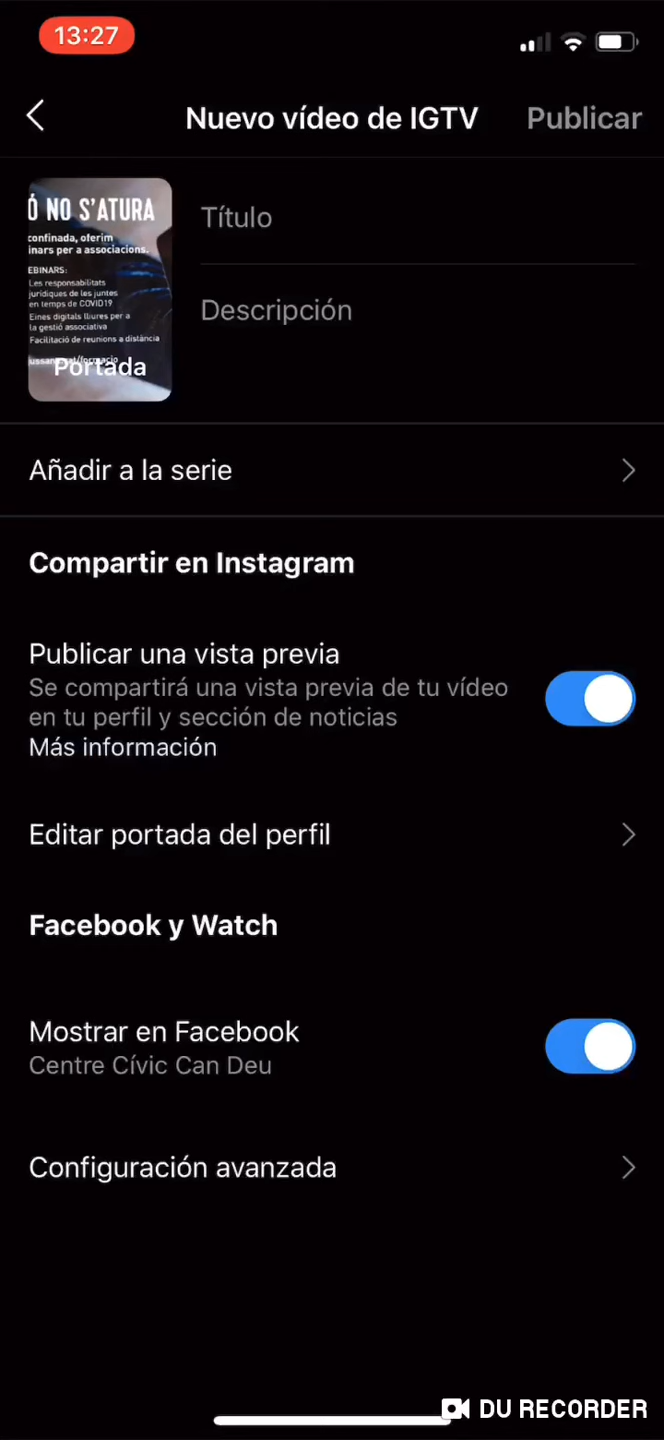 13:27
Nuevo vídeo de IGTV
Publicar
Ó NO S'ATURA
confinada, oferim
inars per a associacions.
EBINARS:
Les responsabilitats
jurídiques de les juntes
en temps de COVID19
Eines digitals lliures per a
la gestió associativa
Facilitació de reunions a distància
Portada
Título
Descripción
Añadir a la serie
Compartir en Instagram
Publicar una vista previa
Se compartirá una vista previa de tu vídeo
en tu perfil y sección de noticias
Más información
Editar portada del perfil
Facebook y Watch
Mostrar en Facebook
Centre Cívic Can Deu
Configuración avanzada
DU RECORDER